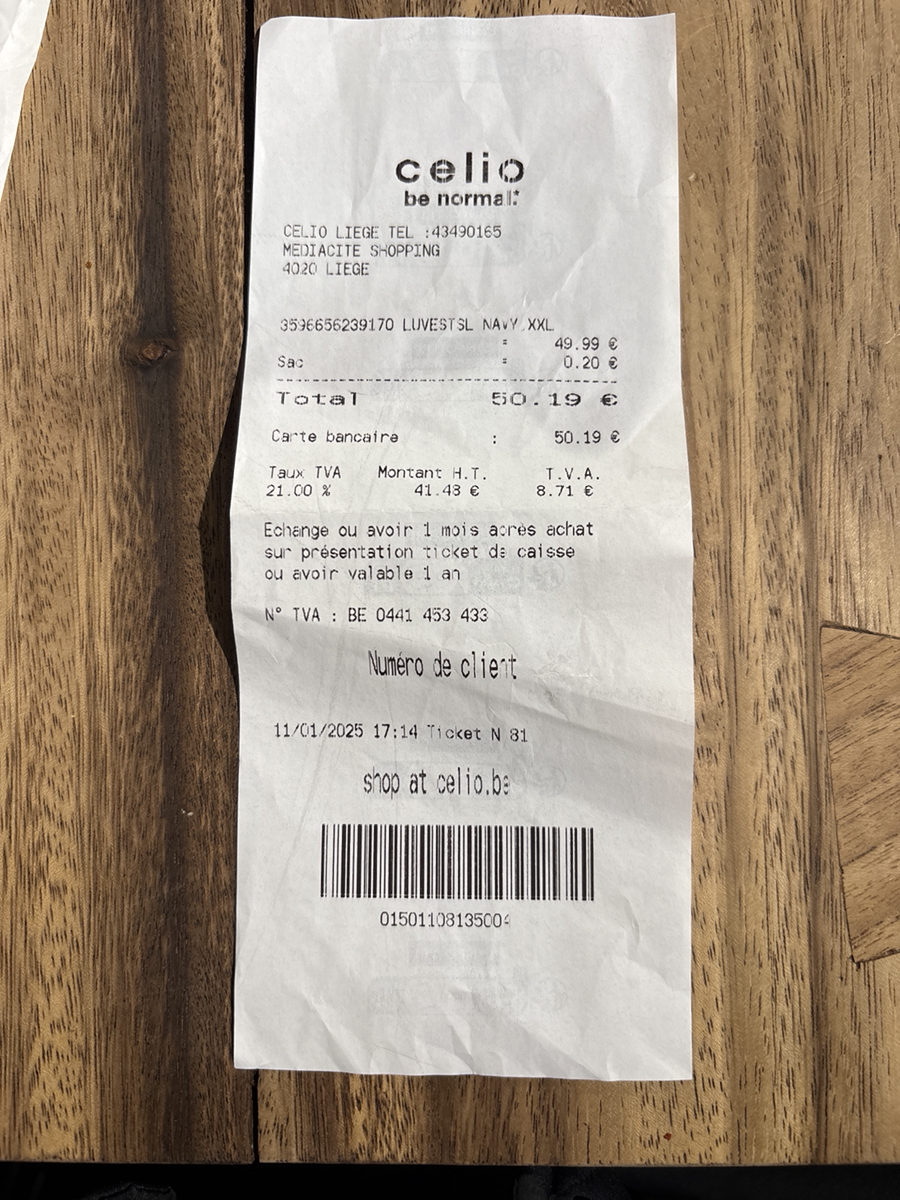 celio
be normal:*
CELIO LIEGE TEL :43490165
MEDIACITE SHOPPING
4020 LIEGE
3596656239170 LUVESTSL NAVY XXL
= 49.99 €
Sac = 0.20 €
Total 50.19 €
Carte bancaire : 50.19 €
Taux TVA Montant H.T. T.V.A.
21.00 % 41.48 € 8.71 €
Echange ou avoir 1 mois après achat
sur présentation ticket de caisse
ou avoir valable 1 an
N° TVA : BE 0441 453 433
Numéro de client
11/01/2025 17:14 Ticket N 81
shop at celio.be
01501108135004